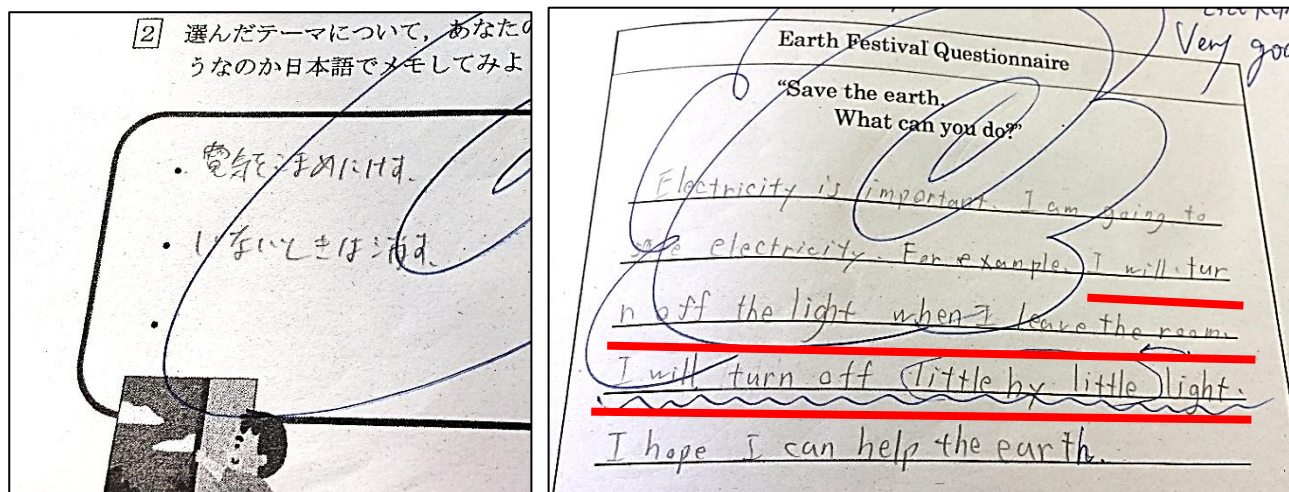 2 選んだテーマについて，あなたの
うなのか日本語でメモしてみよ
・電気をこまめにけす。
・いないときは消す。
・
Very goo
Earth Festival Questionnaire
“Save the earth,
What can you do?”
Electricity is important. I am going to
electricity. For example, I will tur
n off the light when I leave the room.
I will turn off little by little light.
I hope I can help the earth.